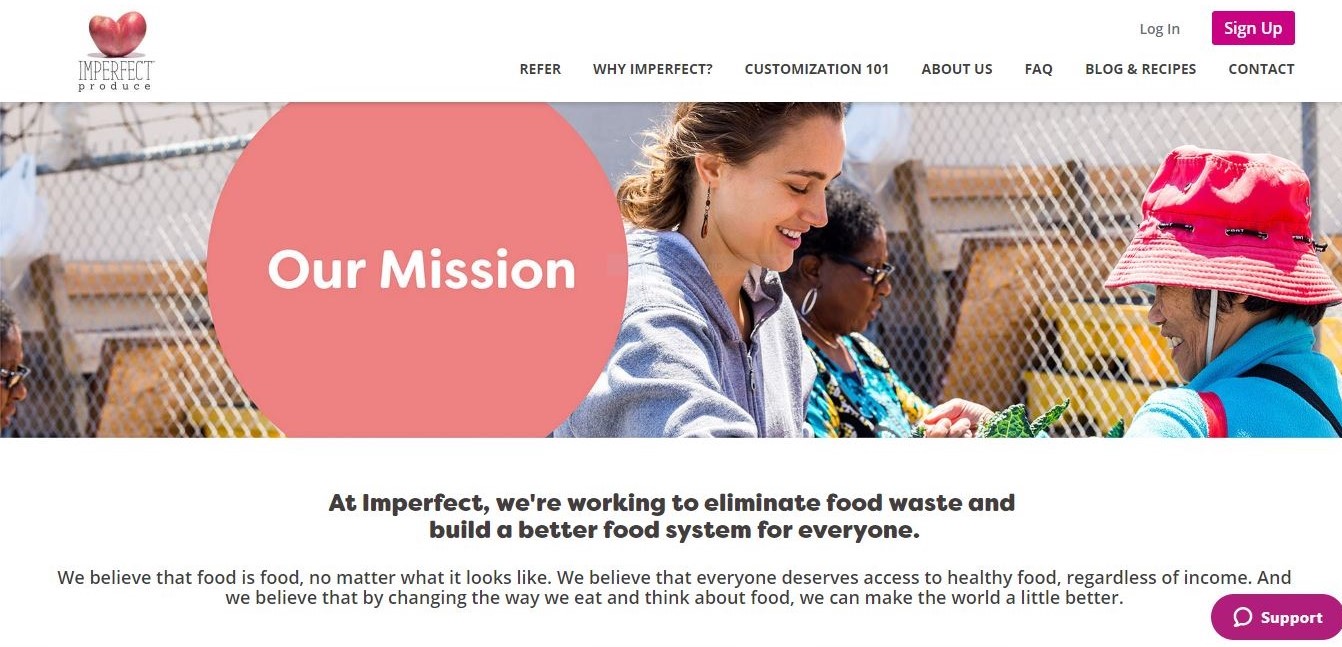 IMPERFECT
produce
Log In
Sign Up
REFER
WHY IMPERFECT?
CUSTOMIZATION 101
ABOUT US
FAQ
BLOG & RECIPES
CONTACT
Our Mission
At Imperfect, we're working to eliminate food waste and
build a better food system for everyone.
We believe that food is food, no matter what it looks like. We believe that everyone deserves access to healthy food, regardless of income. And
we believe that by changing the way we eat and think about food, we can make the world a little better.
Support